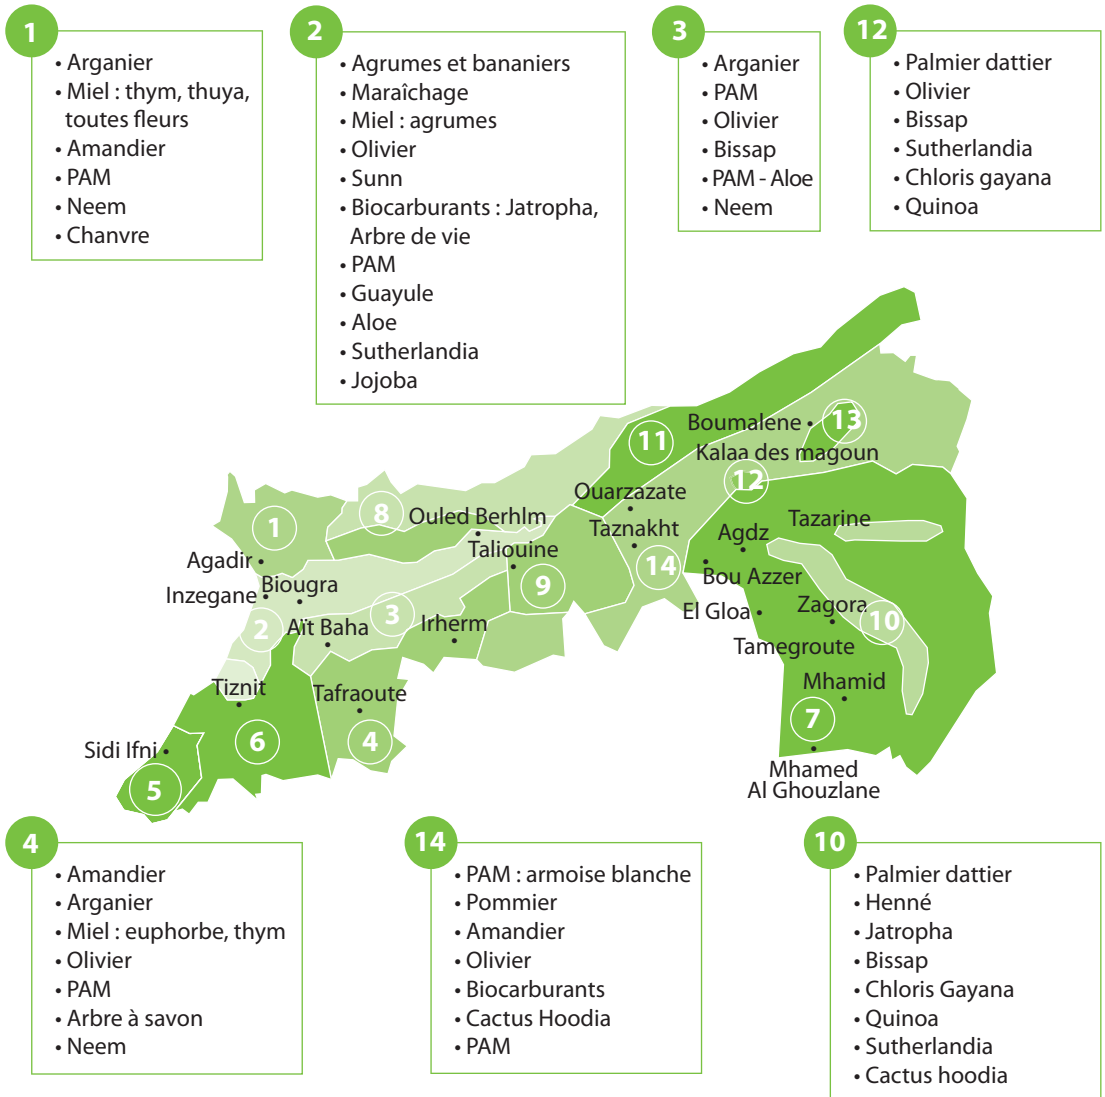 1
• Arganier
• Miel : thym, thuya,
toutes fleurs
• Amandier
• PAM
• Neem
• Chanvre
2
• Agrumes et bananiers
• Maraîchage
• Miel : agrumes
• Olivier
• Sunn
• Biocarburants : Jatropha,
Arbre de vie
• PAM
• Guayule
• Aloe
• Sutherlandia
• Jojoba
3
• Arganier
• PAM
• Olivier
• Bissap
• PAM - Aloe
• Neem
12
• Palmier dattier
• Olivier
• Bissap
• Sutherlandia
• Chloris gayana
• Quinoa
Boumalene
13
11
Kalaa des magoun
12
Ouarzazate
8
Ouled Berhlm
1
Taznakht
Agdz
Tazarine
Agadir
Taliouine
14
Bou Azzer
Inzegane
Biougra
9
El Gloa
Zagora
10
2
Aït Baha
3
Irherm
Tamegroute
Tiznit
Tafraoute
Mhamid
7
Sidi Ifni
6
4
5
Mhamed
Al Ghouzlane
4
• Amandier
• Arganier
• Miel : euphorbe, thym
• Olivier
• PAM
• Arbre à savon
• Neem
14
• PAM : armoise blanche
• Pommier
• Amandier
• Olivier
• Biocarburants
• Cactus Hoodia
• PAM
10
• Palmier dattier
• Henné
• Jatropha
• Bissap
• Chloris Gayana
• Quinoa
• Sutherlandia
• Cactus hoodia